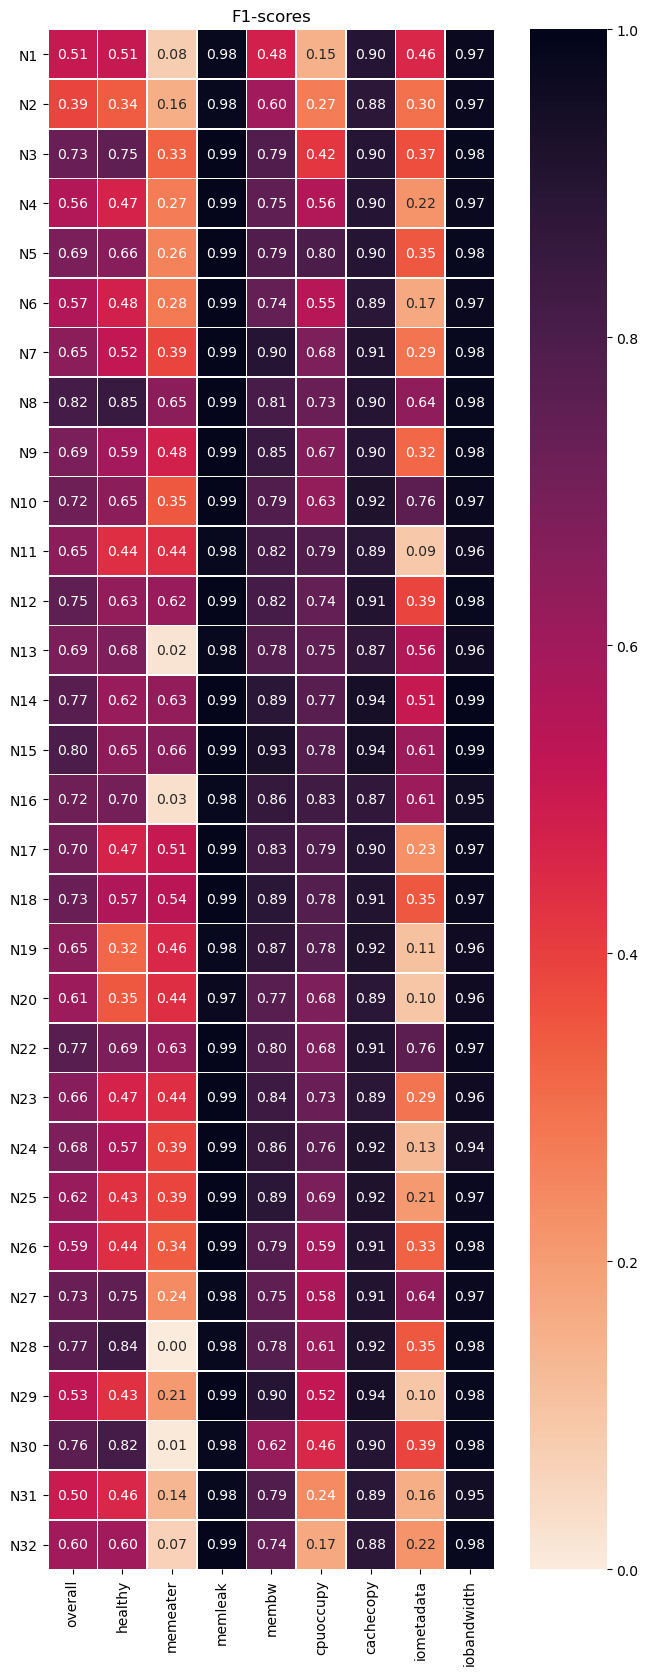 F1-scores
N1 0.51 0.51 0.08 0.98 0.48 0.15 0.90 0.46 0.97
N2 0.39 0.34 0.16 0.98 0.60 0.27 0.88 0.30 0.97
N3 0.73 0.75 0.33 0.99 0.79 0.42 0.90 0.37 0.98
N4 0.56 0.47 0.27 0.99 0.75 0.56 0.90 0.22 0.97
N5 0.69 0.66 0.26 0.99 0.79 0.80 0.90 0.35 0.98
N6 0.57 0.48 0.28 0.99 0.74 0.55 0.89 0.17 0.97
N7 0.65 0.52 0.39 0.99 0.90 0.68 0.91 0.29 0.98
N8 0.82 0.85 0.65 0.99 0.81 0.73 0.90 0.64 0.98
N9 0.69 0.59 0.48 0.99 0.85 0.67 0.90 0.32 0.98
N10 0.72 0.65 0.35 0.99 0.79 0.63 0.92 0.76 0.97
N11 0.65 0.44 0.44 0.98 0.82 0.79 0.89 0.09 0.96
N12 0.75 0.63 0.62 0.99 0.82 0.74 0.91 0.39 0.98
N13 0.69 0.68 0.02 0.98 0.78 0.75 0.87 0.56 0.96
N14 0.77 0.62 0.63 0.99 0.89 0.77 0.94 0.51 0.99
N15 0.80 0.65 0.66 0.99 0.93 0.78 0.94 0.61 0.99
N16 0.72 0.70 0.03 0.98 0.86 0.83 0.87 0.61 0.95
N17 0.70 0.47 0.51 0.99 0.83 0.79 0.90 0.23 0.97
N18 0.73 0.57 0.54 0.99 0.89 0.78 0.91 0.35 0.97
N19 0.65 0.32 0.46 0.98 0.87 0.78 0.92 0.11 0.96
N20 0.61 0.35 0.44 0.97 0.77 0.68 0.89 0.10 0.96
N22 0.77 0.69 0.63 0.99 0.80 0.68 0.91 0.76 0.97
N23 0.66 0.47 0.44 0.99 0.84 0.73 0.89 0.29 0.96
N24 0.68 0.57 0.39 0.99 0.86 0.76 0.92 0.13 0.94
N25 0.62 0.43 0.39 0.99 0.89 0.69 0.92 0.21 0.97
N26 0.59 0.44 0.34 0.99 0.79 0.59 0.91 0.33 0.98
N27 0.73 0.75 0.24 0.98 0.75 0.58 0.91 0.64 0.97
N28 0.77 0.84 0.00 0.98 0.78 0.61 0.92 0.35 0.98
N29 0.53 0.43 0.21 0.99 0.90 0.52 0.94 0.10 0.98
N30 0.76 0.82 0.01 0.98 0.62 0.46 0.90 0.39 0.98
N31 0.50 0.46 0.14 0.98 0.79 0.24 0.89 0.16 0.95
N32 0.60 0.60 0.07 0.99 0.74 0.17 0.88 0.22 0.98
overall
healthy
memeater
memleak
membw
cpuoccupy
cachecopy
iometadata
iobandwidth
1.0
0.8
0.6
0.4
0.2
0.0